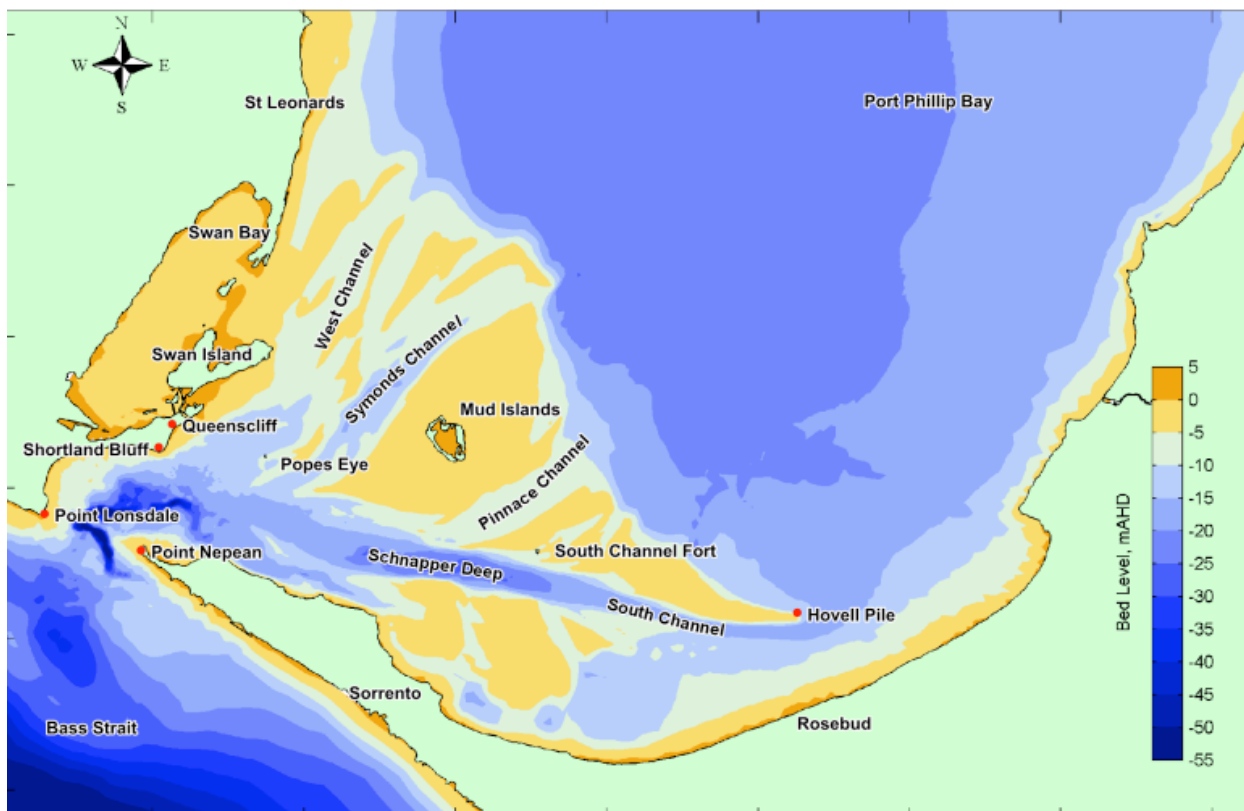 N
W E
S
St Leonards
Port Phillip Bay
Swan Bay
West Channel
Swan Island
Symonds Channel
Mud Islands
Queenscliff
Shortland Bluff
Popes Eye
Pinnace Channel
Point Lonsdale
Point Nepean
South Channel Fort
Schnapper Deep
South Channel
Hovell Pile
Sorrento
Rosebud
Bass Strait
Bed Level, mAHD
5
0
-5
-10
-15
-20
-25
-30
-35
-40
-45
-50
-55